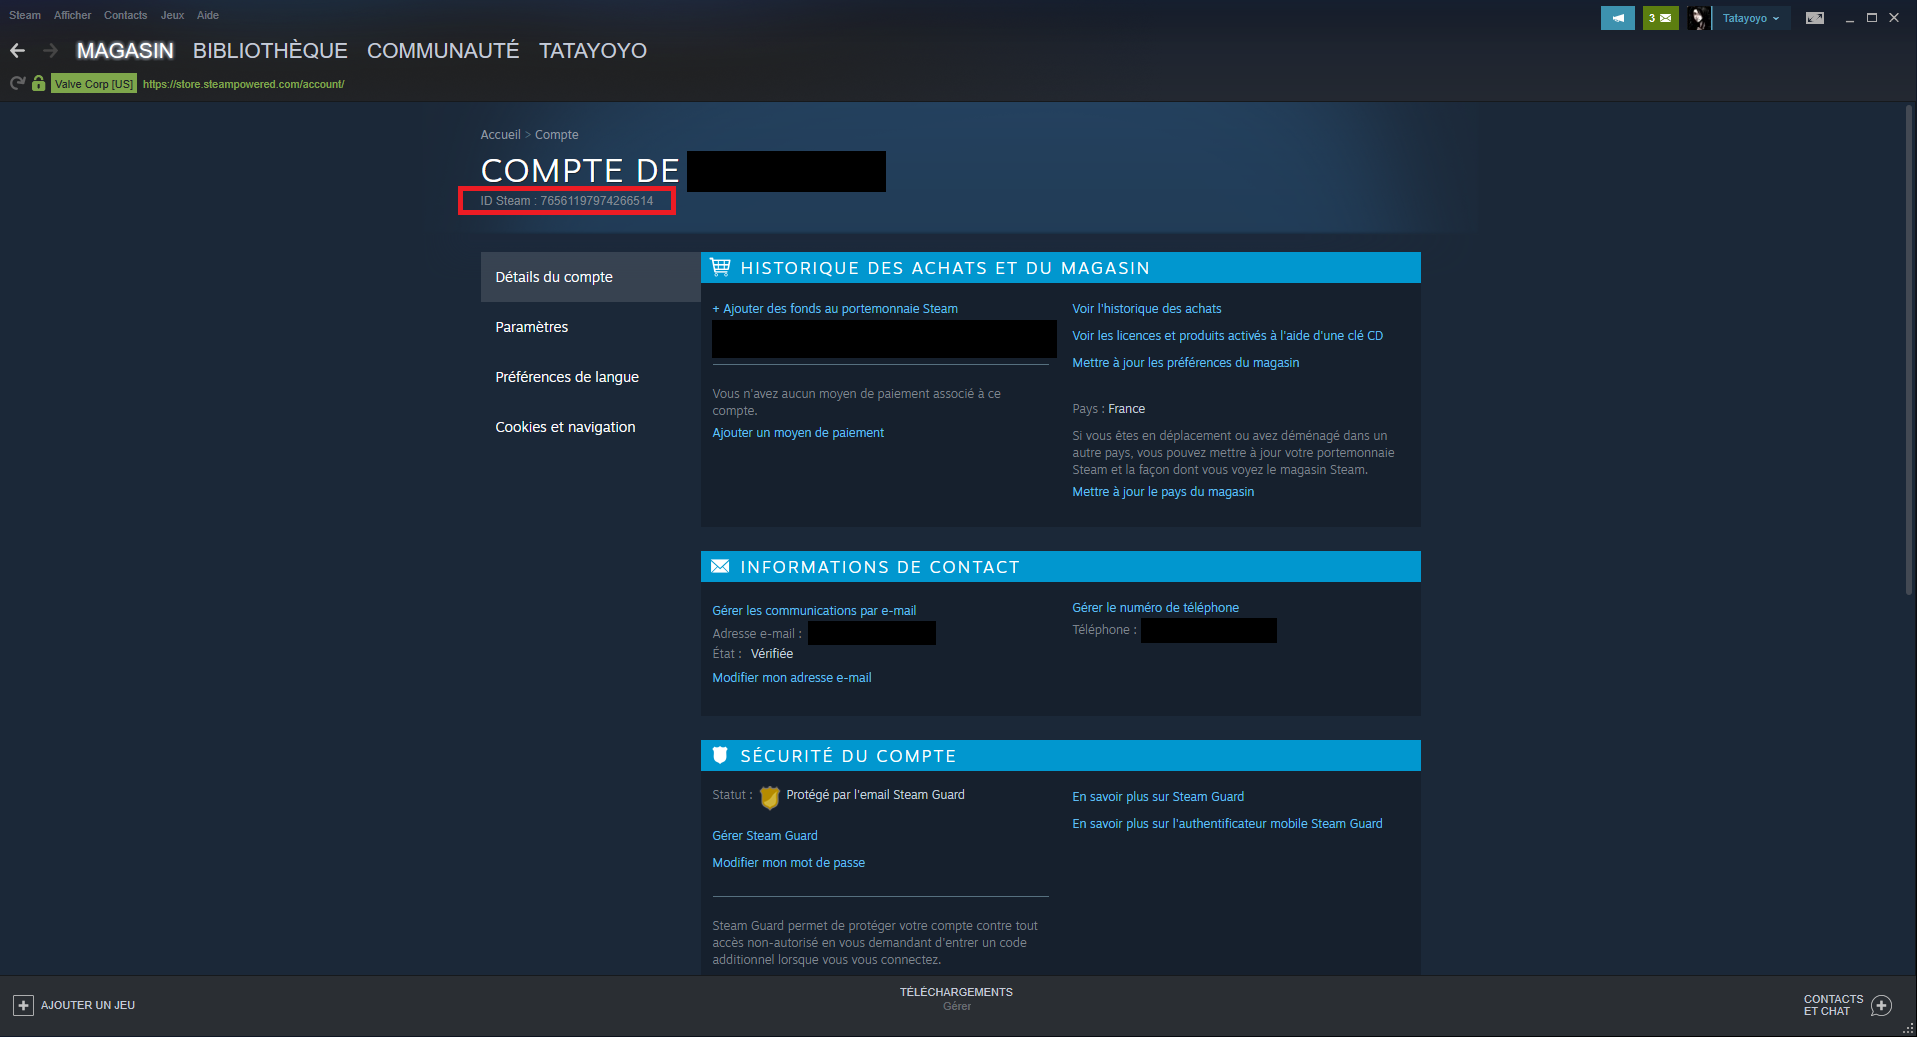 Steam Afficher Contacts Jeux Aide
3 Tatayoyo
MAGASIN BIBLIOTHÈQUE COMMUNAUTÉ TATAYOYO
Valve Corp [US] https://store.steampowered.com/account/
Accueil > Compte
COMPTE DE
ID Steam : 76561197974266514
Détails du compte
Paramètres
Préférences de langue
Cookies et navigation
HISTORIQUE DES ACHATS ET DU MAGASIN
+ Ajouter des fonds au portemonnaie Steam
Vous n'avez aucun moyen de paiement associé à ce
compte.
Ajouter un moyen de paiement
Voir l'historique des achats
Voir les licences et produits activés à l'aide d'une clé CD
Mettre à jour les préférences du magasin
Pays : France
Si vous êtes en déplacement ou avez déménagé dans un
autre pays, vous pouvez mettre à jour votre portemonnaie
Steam et la façon dont vous voyez le magasin Steam.
Mettre à jour le pays du magasin
INFORMATIONS DE CONTACT
Gérer les communications par e-mail
Adresse e-mail :
État : Vérifiée
Modifier mon adresse e-mail
Gérer le numéro de téléphone
Téléphone :
SÉCURITÉ DU COMPTE
Statut : Protégé par l'email Steam Guard
Gérer Steam Guard
Modifier mon mot de passe
Steam Guard permet de protéger votre compte contre tout
accès non-autorisé en vous demandant d'entrer un code
additionnel lorsque vous vous connectez.
En savoir plus sur Steam Guard
En savoir plus sur l'authentificateur mobile Steam Guard
AJOUTER UN JEU
TÉLÉCHARGEMENTS
Gérer
CONTACTS
ET CHAT